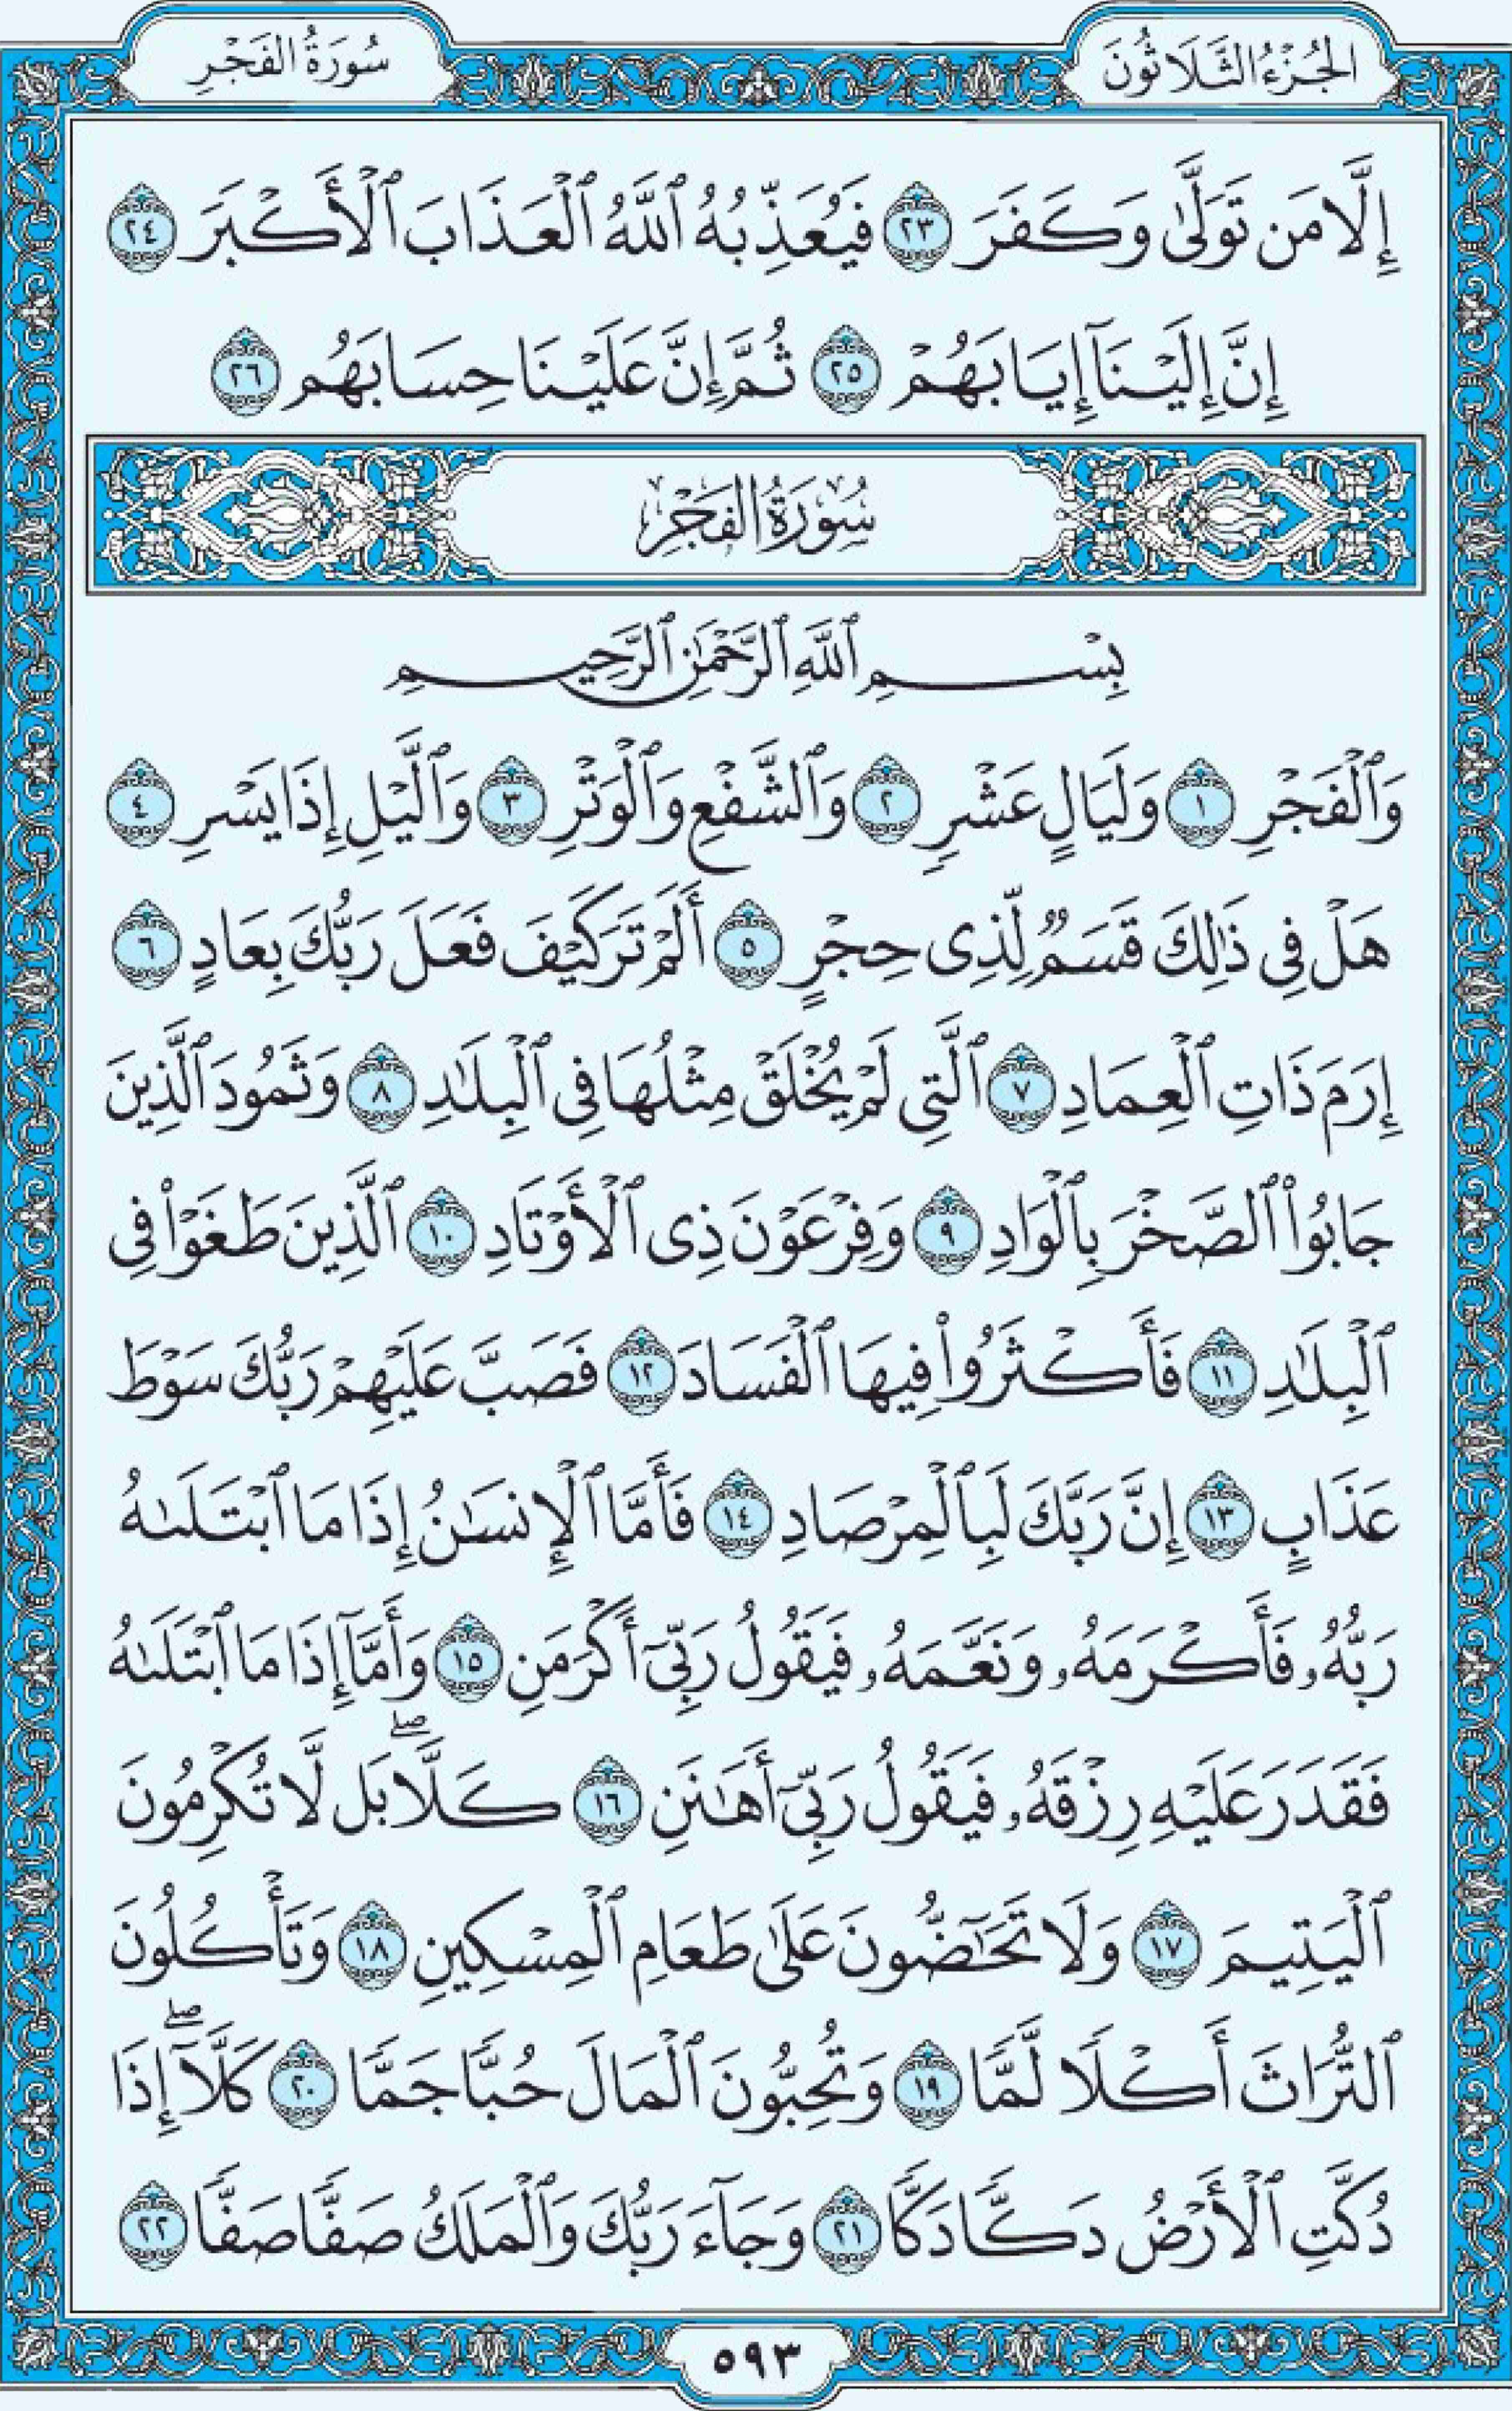 الجُزْءُ الثَّلَاثُونَ
سُورَةُ الفَجْرِ
إِلَّا مَن تَوَلَّىٰ وَكَفَرَ ٢٣ فَيُعَذِّبُهُ ٱللَّهُ ٱلْعَذَابَ ٱلْأَكْبَرَ ٢٤
إِنَّ إِلَيْنَآ إِيَابَهُمْ ٢٥ ثُمَّ إِنَّ عَلَيْنَا حِسَابَهُم ٢٦
سُورَةُ الفَجْرِ
بِسْمِ ٱللَّهِ ٱلرَّحْمَٰنِ ٱلرَّحِيمِ
وَٱلْفَجْرِ ١ وَلَيَالٍ عَشْرٍ ٢ وَٱلشَّفْعِ وَٱلْوَتْرِ ٣ وَٱلَّيْلِ إِذَا يَسْرِ ٤
هَلْ فِى ذَٰلِكَ قَسَمٌ لِّذِى حِجْرٍ ٥ أَلَمْ تَرَ كَيْفَ فَعَلَ رَبُّكَ بِعَادٍ ٦
إِرَمَ ذَاتِ ٱلْعِمَادِ ٧ ٱلَّتِى لَمْ يُخْلَقْ مِثْلُهَا فِى ٱلْبِلَٰدِ ٨ وَثَمُودَ ٱلَّذِينَ
جَابُوا۟ ٱلصَّخْرَ بِٱلْوَادِ ٩ وَفِرْعَوْنَ ذِى ٱلْأَوْتَادِ ١٠ ٱلَّذِينَ طَغَوْا۟ فِى
ٱلْبِلَٰدِ ١١ فَأَكْثَرُوا۟ فِيهَا ٱلْفَسَادَ ١٢ فَصَبَّ عَلَيْهِمْ رَبُّكَ سَوْطَ
عَذَابٍ ١٣ إِنَّ رَبَّكَ لَبِٱلْمِرْصَادِ ١٤ فَأَمَّا ٱلْإِنسَٰنُ إِذَا مَا ٱبْتَلَىٰهُ
رَبُّهُۥ فَأَكْرَمَهُۥ وَنَعَّمَهُۥ فَيَقُولُ رَبِّىٓ أَكْرَمَنِ ١٥ وَأَمَّآ إِذَا مَا ٱبْتَلَىٰهُ
فَقَدَرَ عَلَيْهِ رِزْقَهُۥ فَيَقُولُ رَبِّىٓ أَهَٰنَنِ ١٦ كَلَّا ۖ بَل لَّا تُكْرِمُونَ
ٱلْيَتِيمَ ١٧ وَلَا تَحَٰٓضُّونَ عَلَىٰ طَعَامِ ٱلْمِسْكِينِ ١٨ وَتَأْكُلُونَ
ٱلتُّرَاثَ أَكْلًا لَّمًّا ١٩ وَتُحِبُّونَ ٱلْمَالَ حُبًّا جَمًّا ٢٠ كَلَّآ ۖ إِذَا
دُكَّتِ ٱلْأَرْضُ دَكًّا دَكًّا ٢١ وَجَآءَ رَبُّكَ وَٱلْمَلَكُ صَفًّا صَفًّا ٢٢
٥٩٣